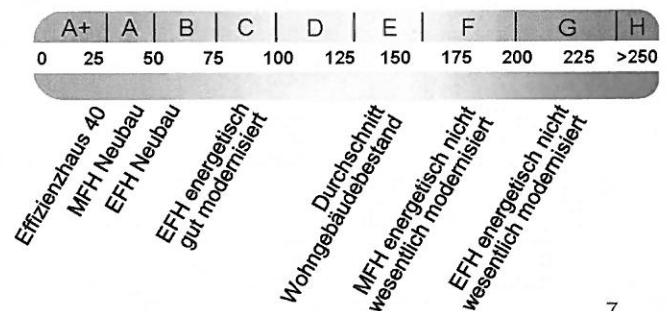 A+ A B C D E F G H
0 25 50 75 100 125 150 175 200 225 >250
Effizienzhaus 40
MFH Neubau
EFH Neubau
EFH energetisch
gut modernisiert
Durchschnitt
Wohngebäudebestand
MFH energetisch nicht
wesentlich modernisiert
EFH energetisch nicht
wesentlich modernisiert
7